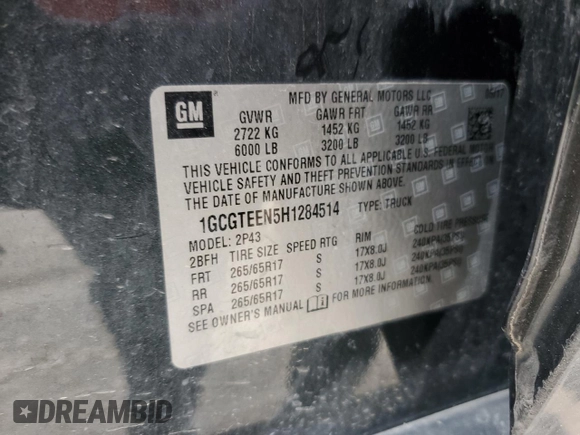 MFD BY GENERAL MOTORS LLC
GM
GVWR GAWR FRT GAWR RR
2722 KG 1452 KG 1452 KG
6000 LB 3200 LB 3200 LB
THIS VEHICLE CONFORMS TO ALL APPLICABLE U.S. FEDERAL MOTOR
VEHICLE SAFETY AND THEFT PREVENTION STANDARDS IN EFFECT ON
THE DATE OF MANUFACTURE SHOWN ABOVE.
1GCGTEEN5H1284514 TYPE: TRUCK
MODEL: 2P43
2BFH TIRE SIZE SPEED RTG RIM COLD TIRE PRESSURE
FRT 265/65R17 S 17X8.0J
RR 265/65R17 S 17X8.0J
SPA 265/65R17 S 17X8.0J
SEE OWNER'S MANUAL FOR MORE INFORMATION.
DREAMBID